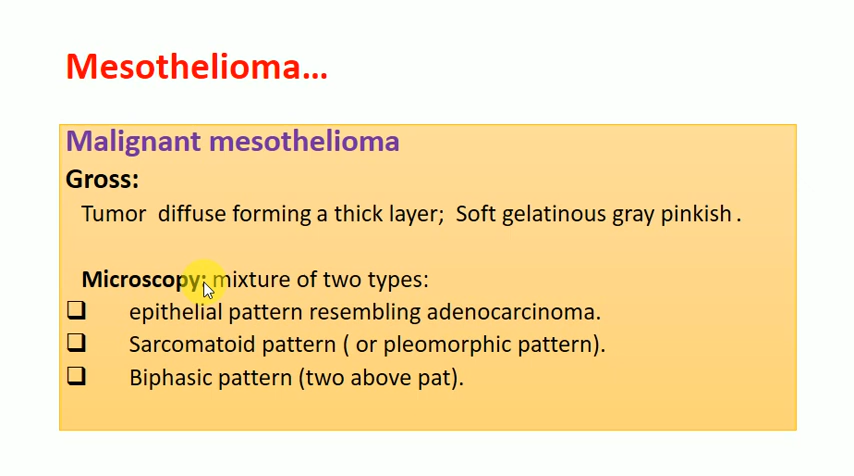 Mesothelioma...
Malignant mesothelioma
Gross:
Tumor diffuse forming a thick layer; Soft gelatinous gray pinkish .
Microscopy: mixture of two types:
❑ epithelial pattern resembling adenocarcinoma.
❑ Sarcomatoid pattern ( or pleomorphic pattern).
❑ Biphasic pattern (two above pat).